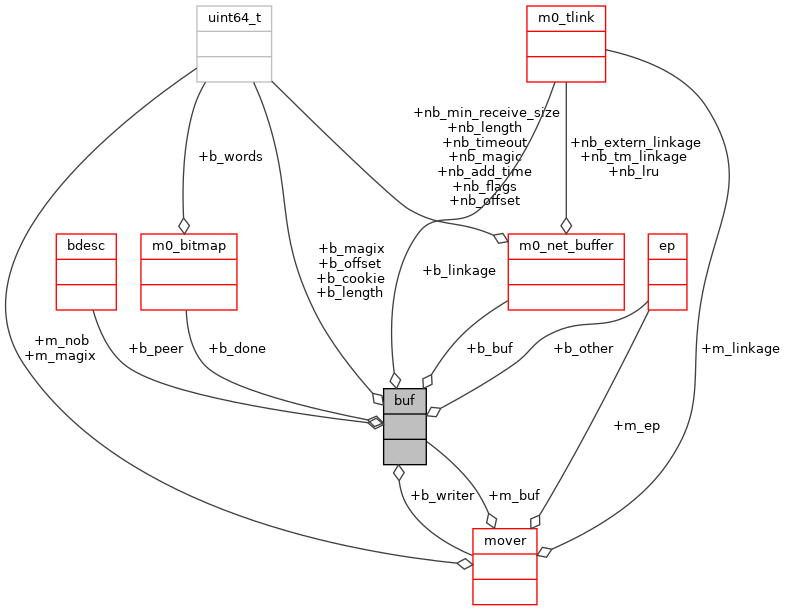 uint64_t
m0_tlink
+nb_min_receive_size
+nb_length
+nb_timeout
+nb_magic
+nb_add_time
+nb_flags
+nb_offset
+nb_extern_linkage
+nb_tm_linkage
+nb_lru
+b_words
bdesc
m0_bitmap
m0_net_buffer
ep
+b_magix
+b_offset
+b_cookie
+b_length
+b_linkage
+m_nob
+m_magix
+b_peer
+b_done
+b_buf
+b_other
+m_linkage
buf
+m_ep
+b_writer
+m_buf
mover